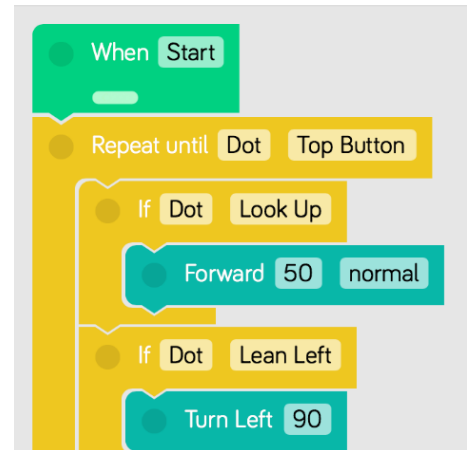 When Start
Repeat until Dot Top Button
If Dot Look Up
Forward 50 normal
If Dot Lean Left
Turn Left 90